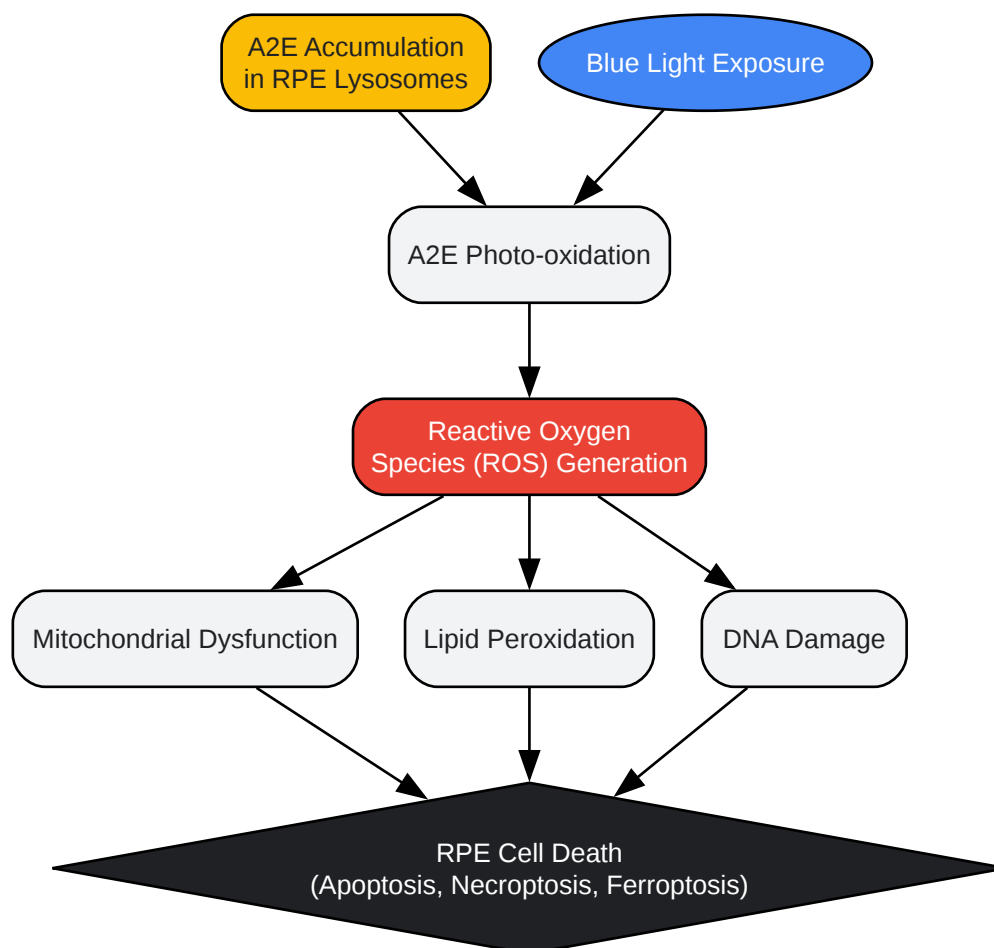 A2E Accumulation
in RPE Lysosomes
Blue Light Exposure
A2E Photo-oxidation
Reactive Oxygen
Species (ROS) Generation
Mitochondrial Dysfunction
Lipid Peroxidation
DNA Damage
RPE Cell Death
(Apoptosis, Necroptosis, Ferroptosis)